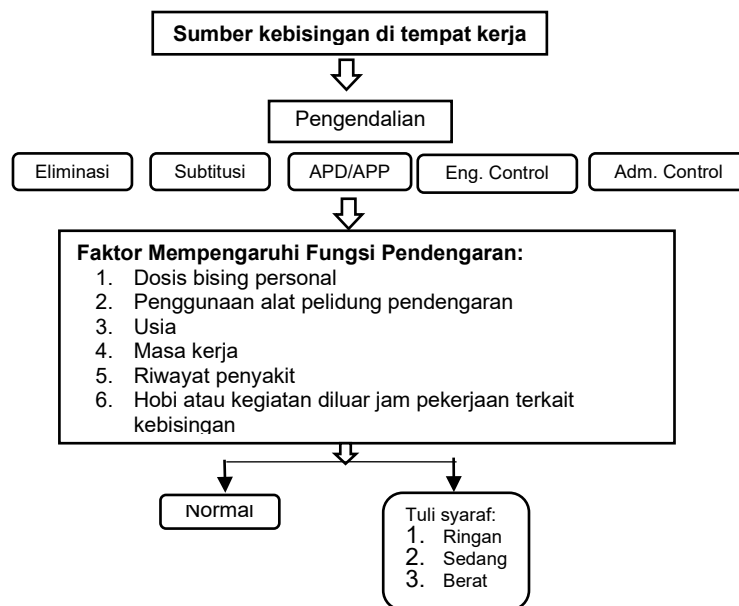 Sumber kebisingan di tempat kerja
Pengendalian
Eliminasi
Subtitusi
APD/APP
Eng. Control
Adm. Control
Faktor Mempengaruhi Fungsi Pendengaran:
1. Dosis bising personal
2. Penggunaan alat pelidung pendengaran
3. Usia
4. Masa kerja
5. Riwayat penyakit
6. Hobi atau kegiatan diluar jam pekerjaan terkait
kebisingan
Normal
Tuli syaraf:
1. Ringan
2. Sedang
3. Berat